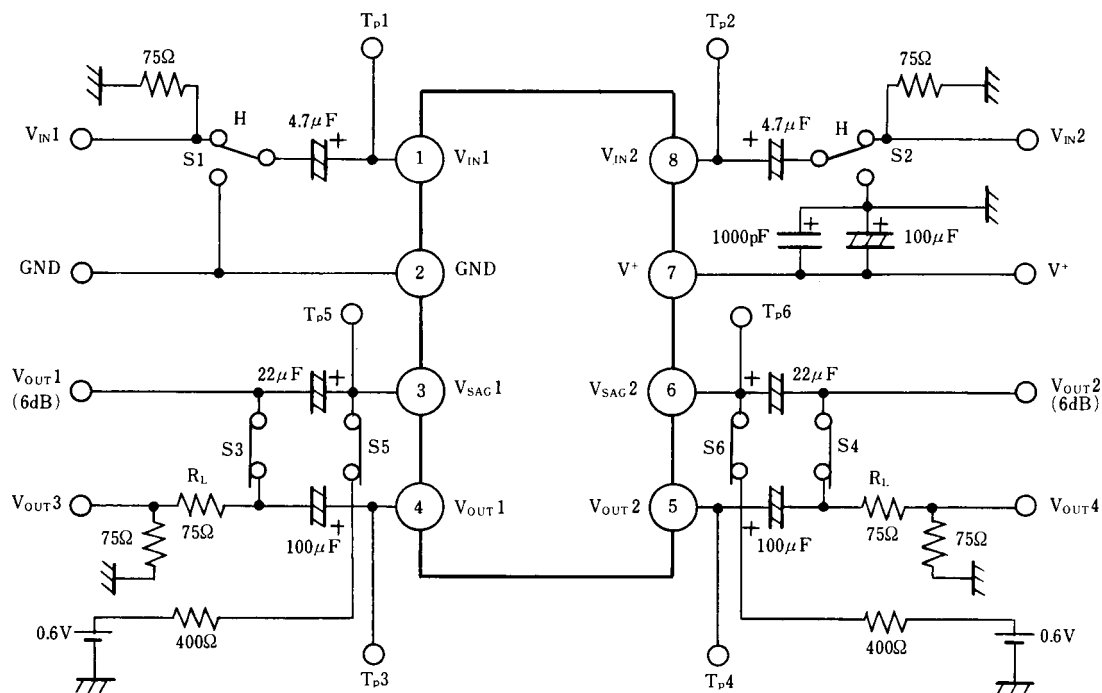 Tp1 Tp2
75Ω 75Ω
H 4.7μF + + 4.7μF H
VIN1 S1 1 VIN1 VIN2 8 S2 VIN2
1000pF + + 100μF
GND 2 GND V+ 7 V+
Tp5 Tp6
22μF + + 22μF
VOUT1 3 VSAG1 VSAG2 6 VOUT2
(6dB) (6dB)
S3 S5 S6 S4
RL RL
VOUT3 4 VOUT1 VOUT2 5 VOUT4
75Ω 75Ω + + 75Ω 75Ω
100μF 100μF
0.6V 400Ω 400Ω 0.6V
Tp3 Tp4